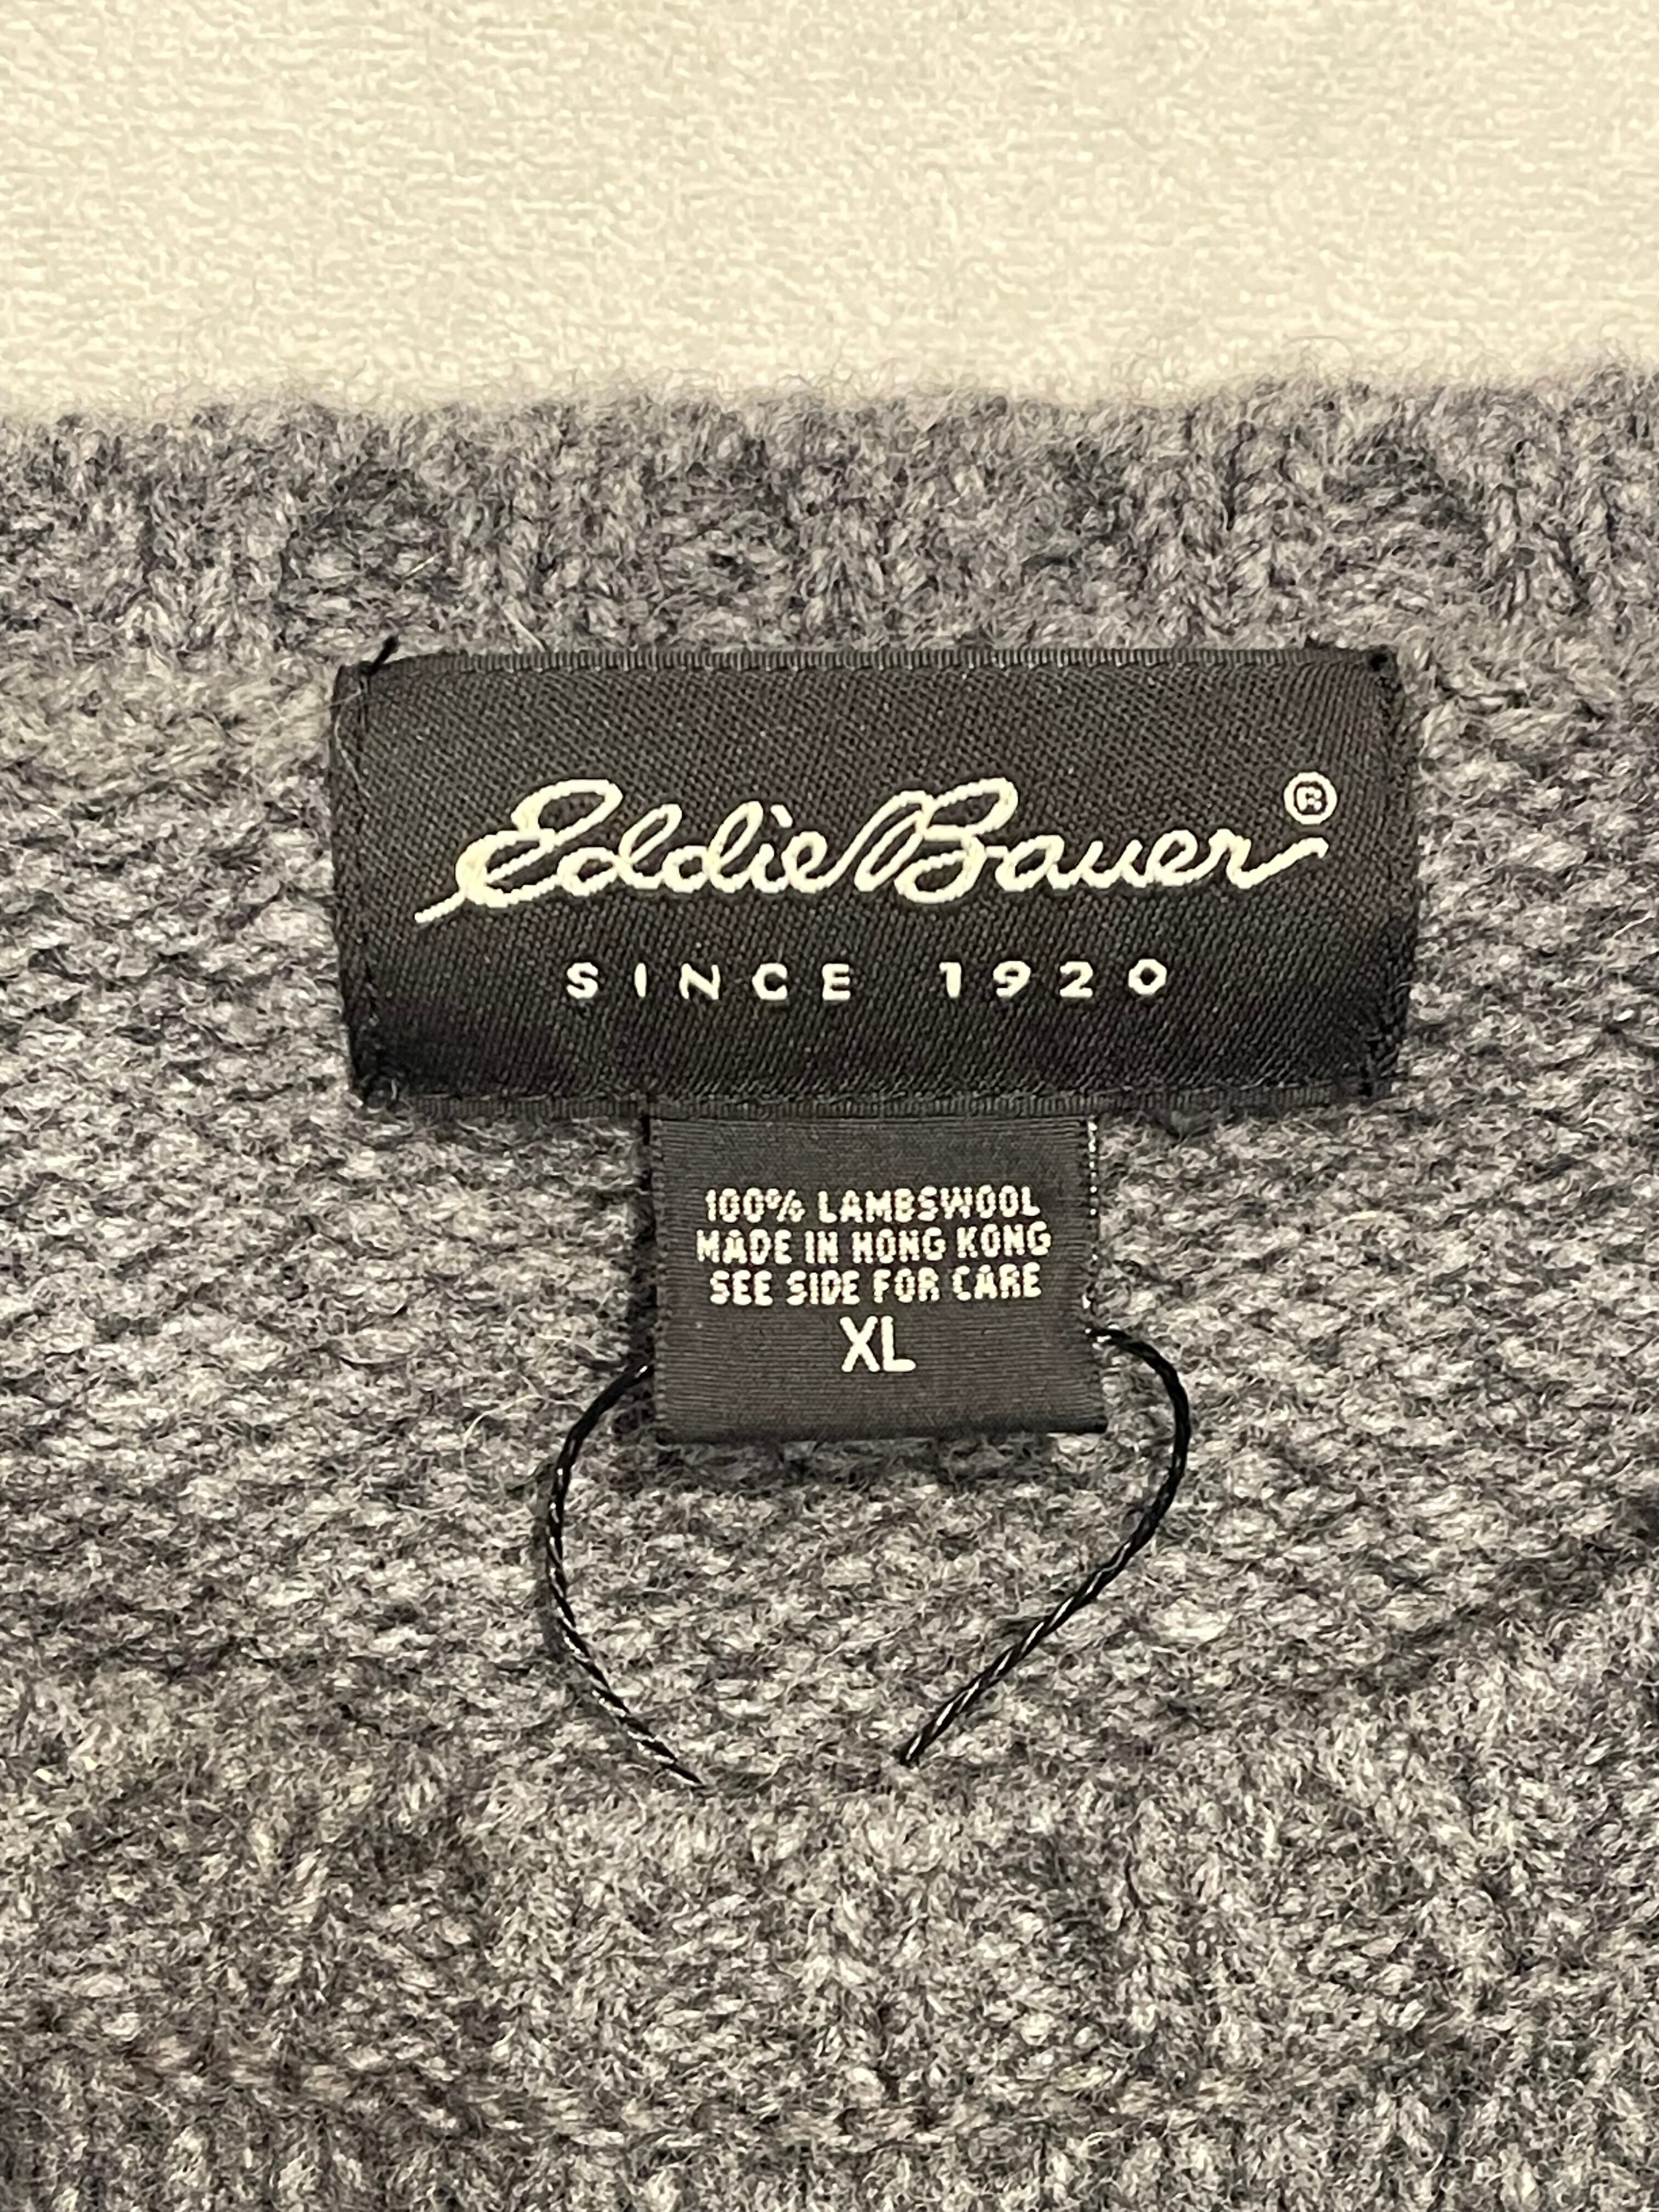 Eddie Bauer®
SINCE 1920
100% LAMBSWOOL
MADE IN HONG KONG
SEE SIDE FOR CARE
XL